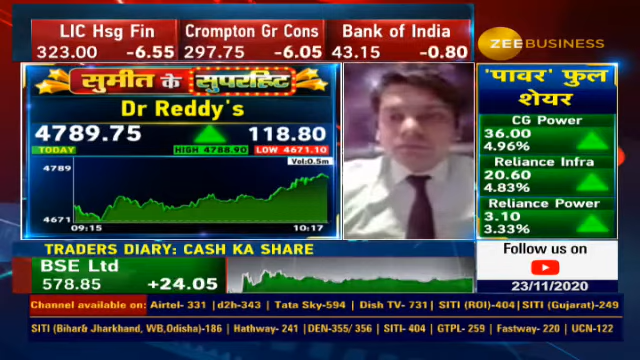 LIC Hsg Fin
323.00 -6.55
Crompton Gr Cons
297.75 -6.05
Bank of India
43.15 -0.80
ZEE BUSINESS
सुमीत के सुपरहिट
Dr Reddy's
4789.75 118.80
TODAY HIGH 4788.90 LOW 4671.10
Vol:0.5m
4789
4671
09:15 10:17
'पावर' फुल
शेयर
CG Power
36.00
4.96%
Reliance Infra
20.60
4.83%
Reliance Power
3.10
3.33%
TRADERS DIARY: CASH KA SHARE
BSE Ltd
578.85 +24.05
Follow us on
23/11/2020
Channel available on: Airtel- 331 | d2h-343 | Tata Sky-594 | Dish TV- 731 | SITI (ROI)-404 | SITI (Gujarat)-249
SITI (Bihar& Jharkhand, WB,Odisha)-186 | Hathway- 241 | DEN-355/ 356 | SITI- 404 | GTPL- 259 | Fastway- 220 | UCN-122